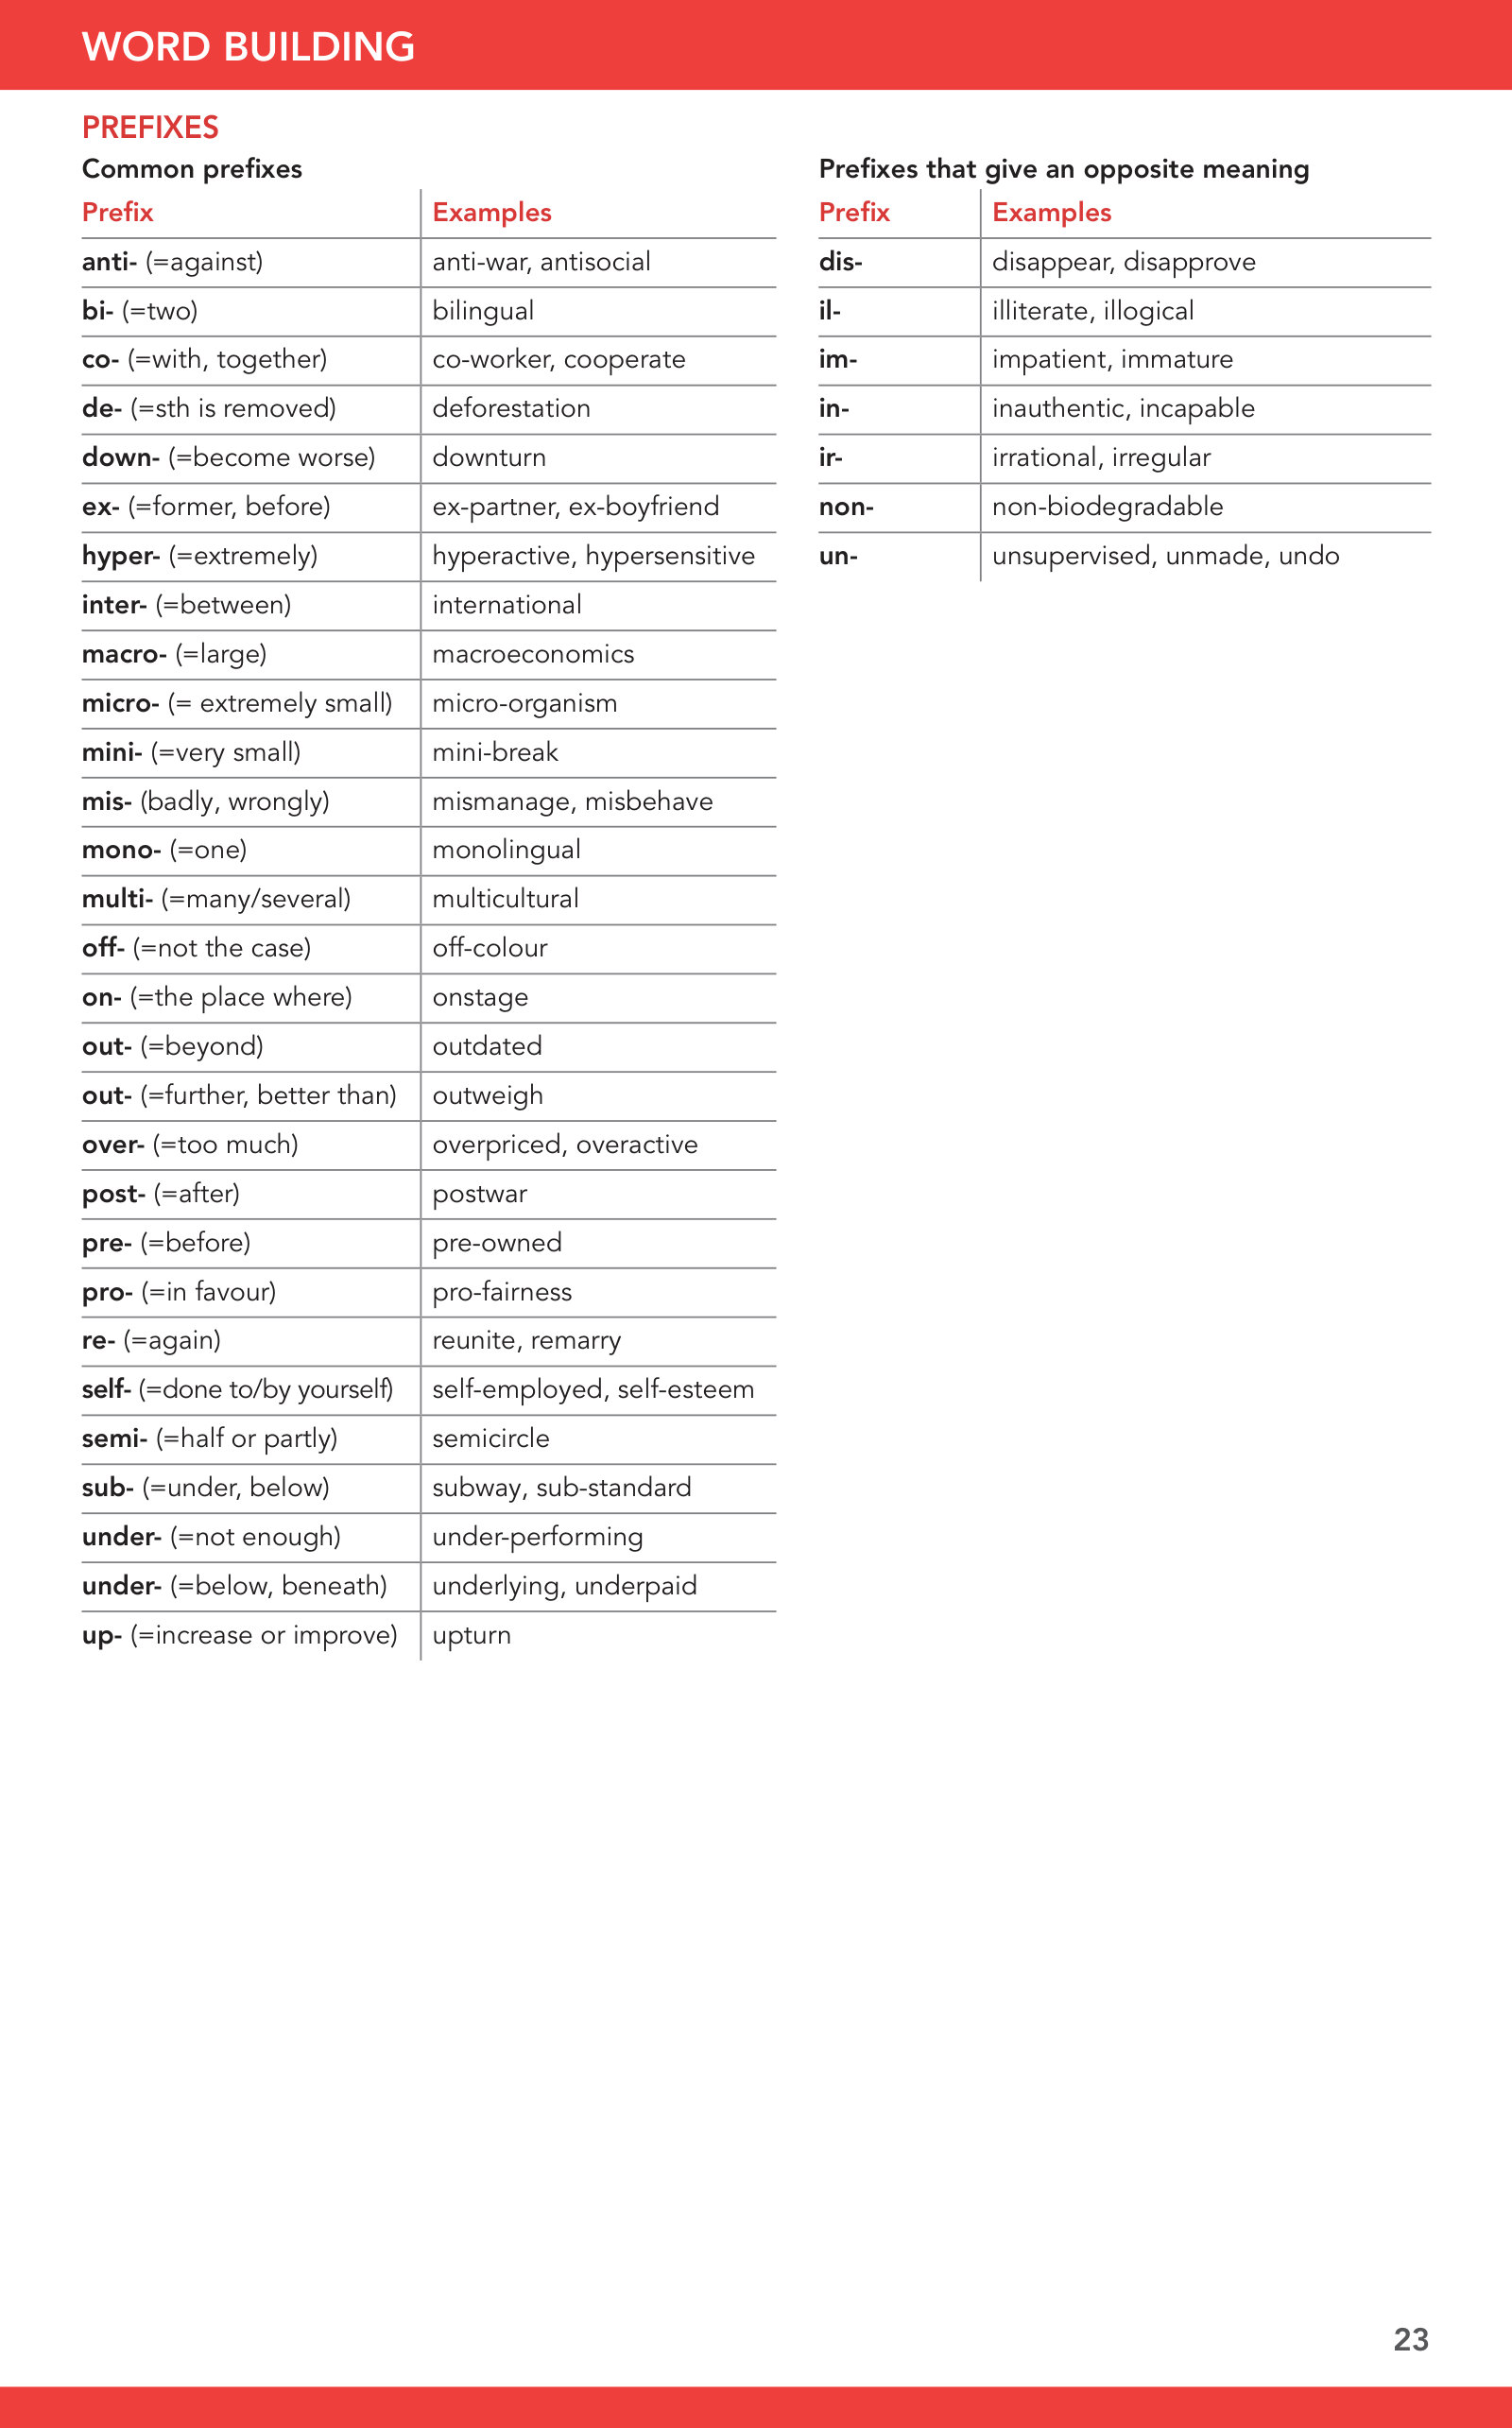 WORD BUILDING
PREFIXES
Common prefixes
Prefix Examples
anti- (=against) anti-war, antisocial
bi- (=two) bilingual
co- (=with, together) co-worker, cooperate
de- (=sth is removed) deforestation
down- (=become worse) downturn
ex- (=former, before) ex-partner, ex-boyfriend
hyper- (=extremely) hyperactive, hypersensitive
inter- (=between) international
macro- (=large) macroeconomics
micro- (= extremely small) micro-organism
mini- (=very small) mini-break
mis- (badly, wrongly) mismanage, misbehave
mono- (=one) monolingual
multi- (=many/several) multicultural
off- (=not the case) off-colour
on- (=the place where) onstage
out- (=beyond) outdated
out- (=further, better than) outweigh
over- (=too much) overpriced, overactive
post- (=after) postwar
pre- (=before) pre-owned
pro- (=in favour) pro-fairness
re- (=again) reunite, remarry
self- (=done to/by yourself) self-employed, self-esteem
semi- (=half or partly) semicircle
sub- (=under, below) subway, sub-standard
under- (=not enough) under-performing
under- (=below, beneath) underlying, underpaid
up- (=increase or improve) upturn
Prefixes that give an opposite meaning
Prefix Examples
dis- disappear, disapprove
il- illiterate, illogical
im- impatient, immature
in- inauthentic, incapable
ir- irrational, irregular
non- non-biodegradable
un- unsupervised, unmade, undo
23